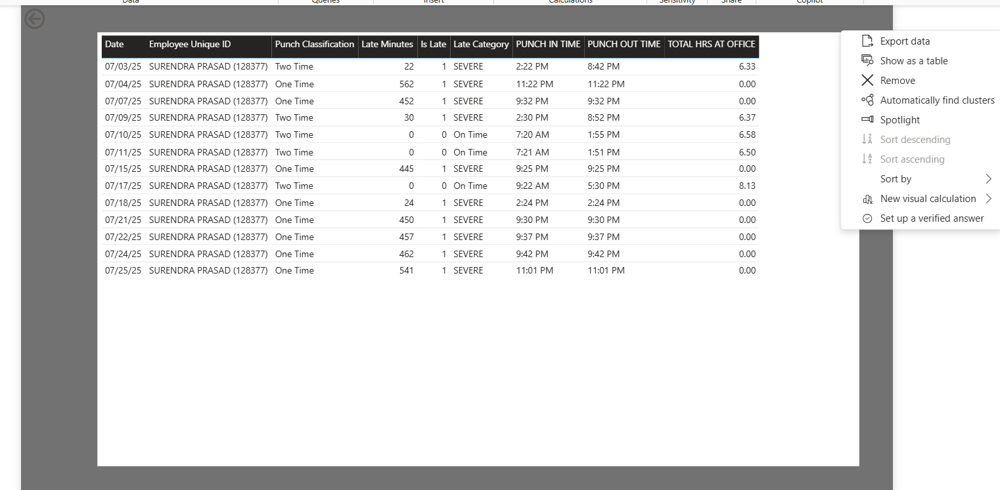 Data Queries Insert Calculations Sensitivity Share Copilot
Date Employee Unique ID Punch Classification Late Minutes Is Late Late Category PUNCH IN TIME PUNCH OUT TIME TOTAL HRS AT OFFICE
07/03/25 SURENDRA PRASAD (128377) Two Time 22 1 SEVERE 2:22 PM 8:42 PM 6.33
07/04/25 SURENDRA PRASAD (128377) One Time 562 1 SEVERE 11:22 PM 11:22 PM 0.00
07/07/25 SURENDRA PRASAD (128377) One Time 452 1 SEVERE 9:32 PM 9:32 PM 0.00
07/09/25 SURENDRA PRASAD (128377) Two Time 30 1 SEVERE 2:30 PM 8:52 PM 6.37
07/10/25 SURENDRA PRASAD (128377) Two Time 0 0 On Time 7:20 AM 1:55 PM 6.58
07/11/25 SURENDRA PRASAD (128377) Two Time 0 0 On Time 7:21 AM 1:51 PM 6.50
07/15/25 SURENDRA PRASAD (128377) One Time 445 1 SEVERE 9:25 PM 9:25 PM 0.00
07/17/25 SURENDRA PRASAD (128377) Two Time 0 0 On Time 9:22 AM 5:30 PM 8.13
07/18/25 SURENDRA PRASAD (128377) One Time 24 1 SEVERE 2:24 PM 2:24 PM 0.00
07/21/25 SURENDRA PRASAD (128377) One Time 450 1 SEVERE 9:30 PM 9:30 PM 0.00
07/22/25 SURENDRA PRASAD (128377) One Time 457 1 SEVERE 9:37 PM 9:37 PM 0.00
07/24/25 SURENDRA PRASAD (128377) One Time 462 1 SEVERE 9:42 PM 9:42 PM 0.00
07/25/25 SURENDRA PRASAD (128377) One Time 541 1 SEVERE 11:01 PM 11:01 PM 0.00
Export data
Show as a table
Remove
Automatically find clusters
Spotlight
Sort descending
Sort ascending
Sort by
New visual calculation
Set up a verified answer